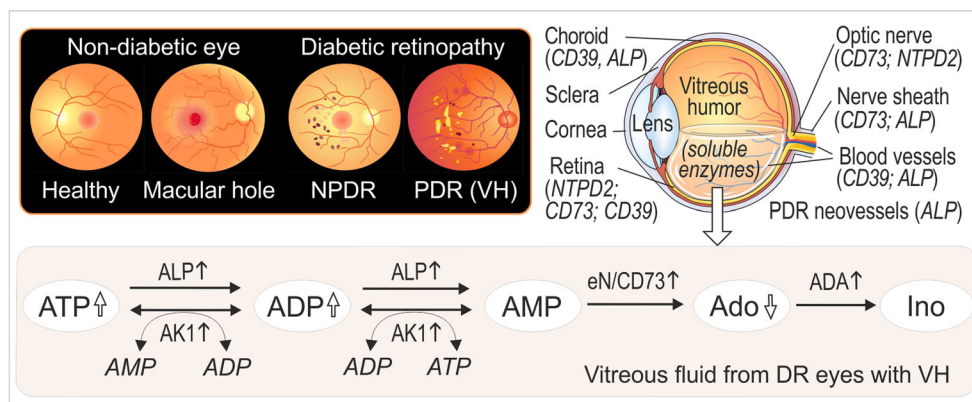 Non-diabetic eye
Diabetic retinopathy
Healthy
Macular hole
NPDR
PDR (VH)
Choroid
(CD39, ALP)
Sclera
Cornea
Retina
(NTPD2;
CD73; CD39)
Vitreous
humor
Lens
(soluble
enzymes)
Optic nerve
(CD73; NTPD2)
Nerve sheath
(CD73; ALP)
Blood vessels
(CD39; ALP)
PDR neovessels (ALP)
ALP↑
ALP↑
eN/CD73↑
ADA↑
ATP⇧
ADP⇧
AMP
Ado⇩
Ino
AK1↑
AK1↑
AMP
ADP
ADP
ATP
Vitreous fluid from DR eyes with VH